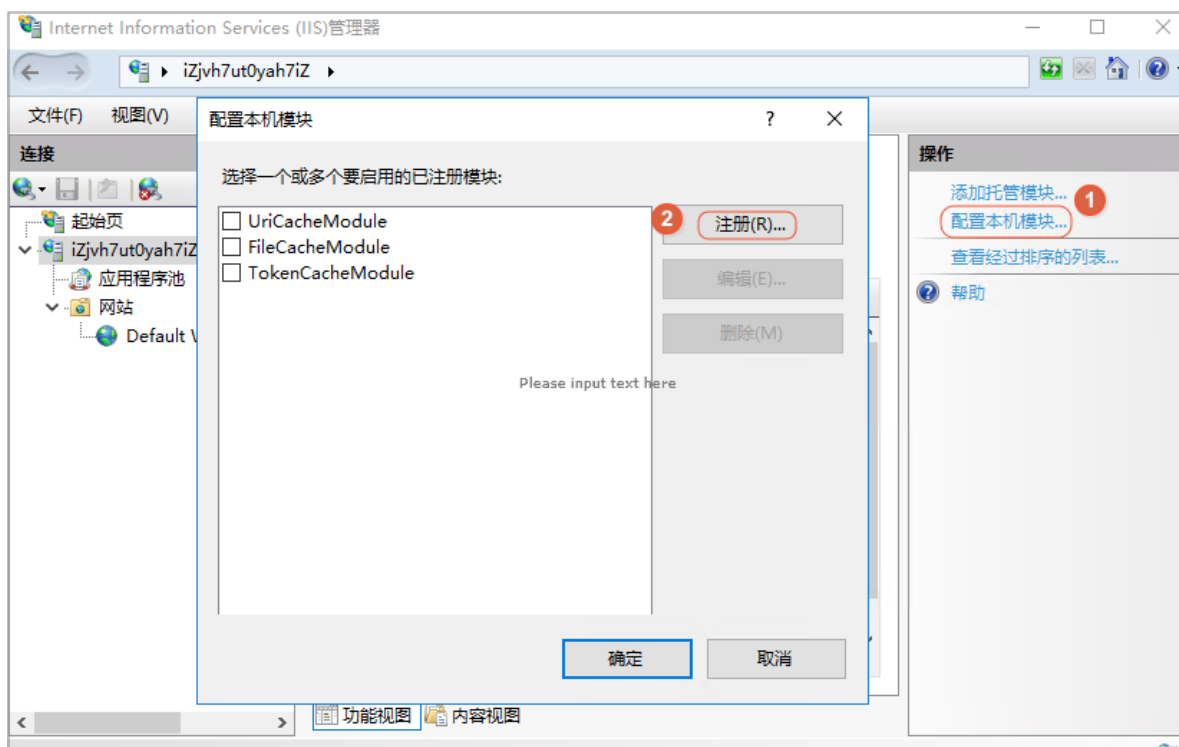 Internet Information Services (IIS)管理器
iZjvh7ut0yah7iZ
文件(F) 视图(V)
连接
起始页
iZjvh7ut0yah7iZ
应用程序池
网站
Default
配置本机模块 ?
选择一个或多个要启用的已注册模块:
UriCacheModule
FileCacheModule
TokenCacheModule
2 注册(R)...
编辑(E)...
删除(M)
Please input text here
确定 取消
功能视图 内容视图
操作
添加托管模块...
1
配置本机模块...
查看经过排序的列表...
帮助